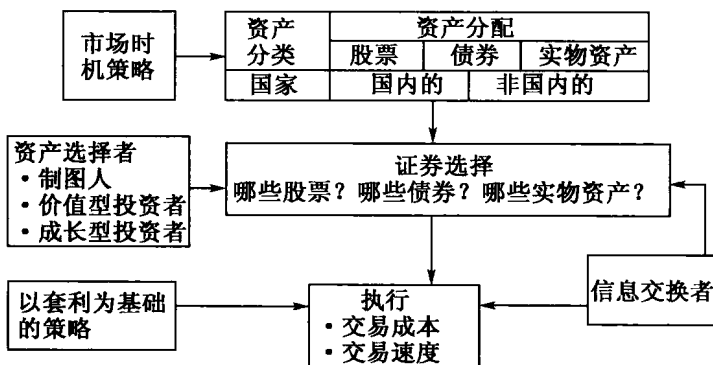 市场时
机策略
资产
分类
资产分配
股票
债券
实物资产
国家
国内的
非国内的
资产选择者
·制图人
·价值型投资者
·成长型投资者
证券选择
哪些股票？哪些债券？哪些实物资产？
信息交换者
以套利为基础
的策略
执行
·交易成本
·交易速度